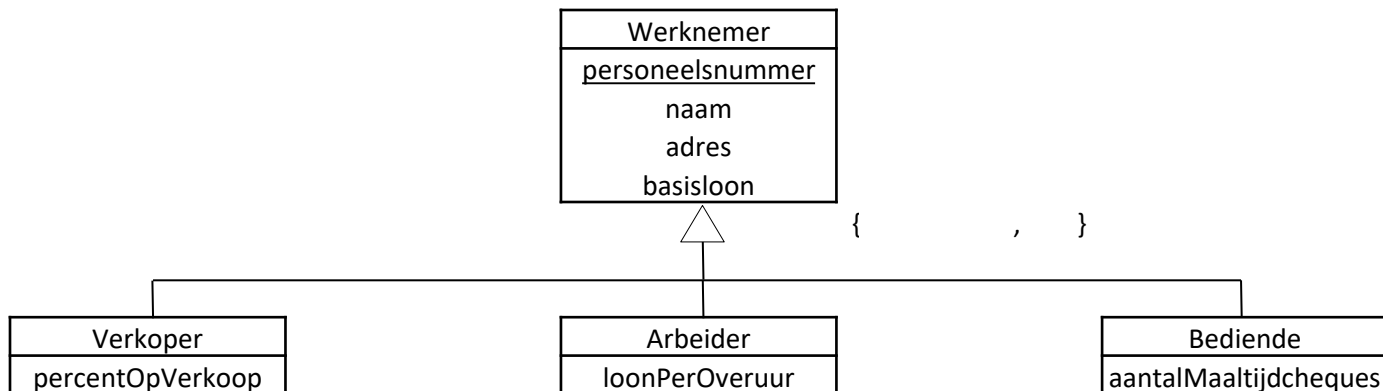 Werknemer
personeelsnummer
naam
adres
basisloon
{ , }
Verkoper
percentOpVerkoop
Arbeider
loonPerOveruur
Bediende
aantalMaaltijdcheques